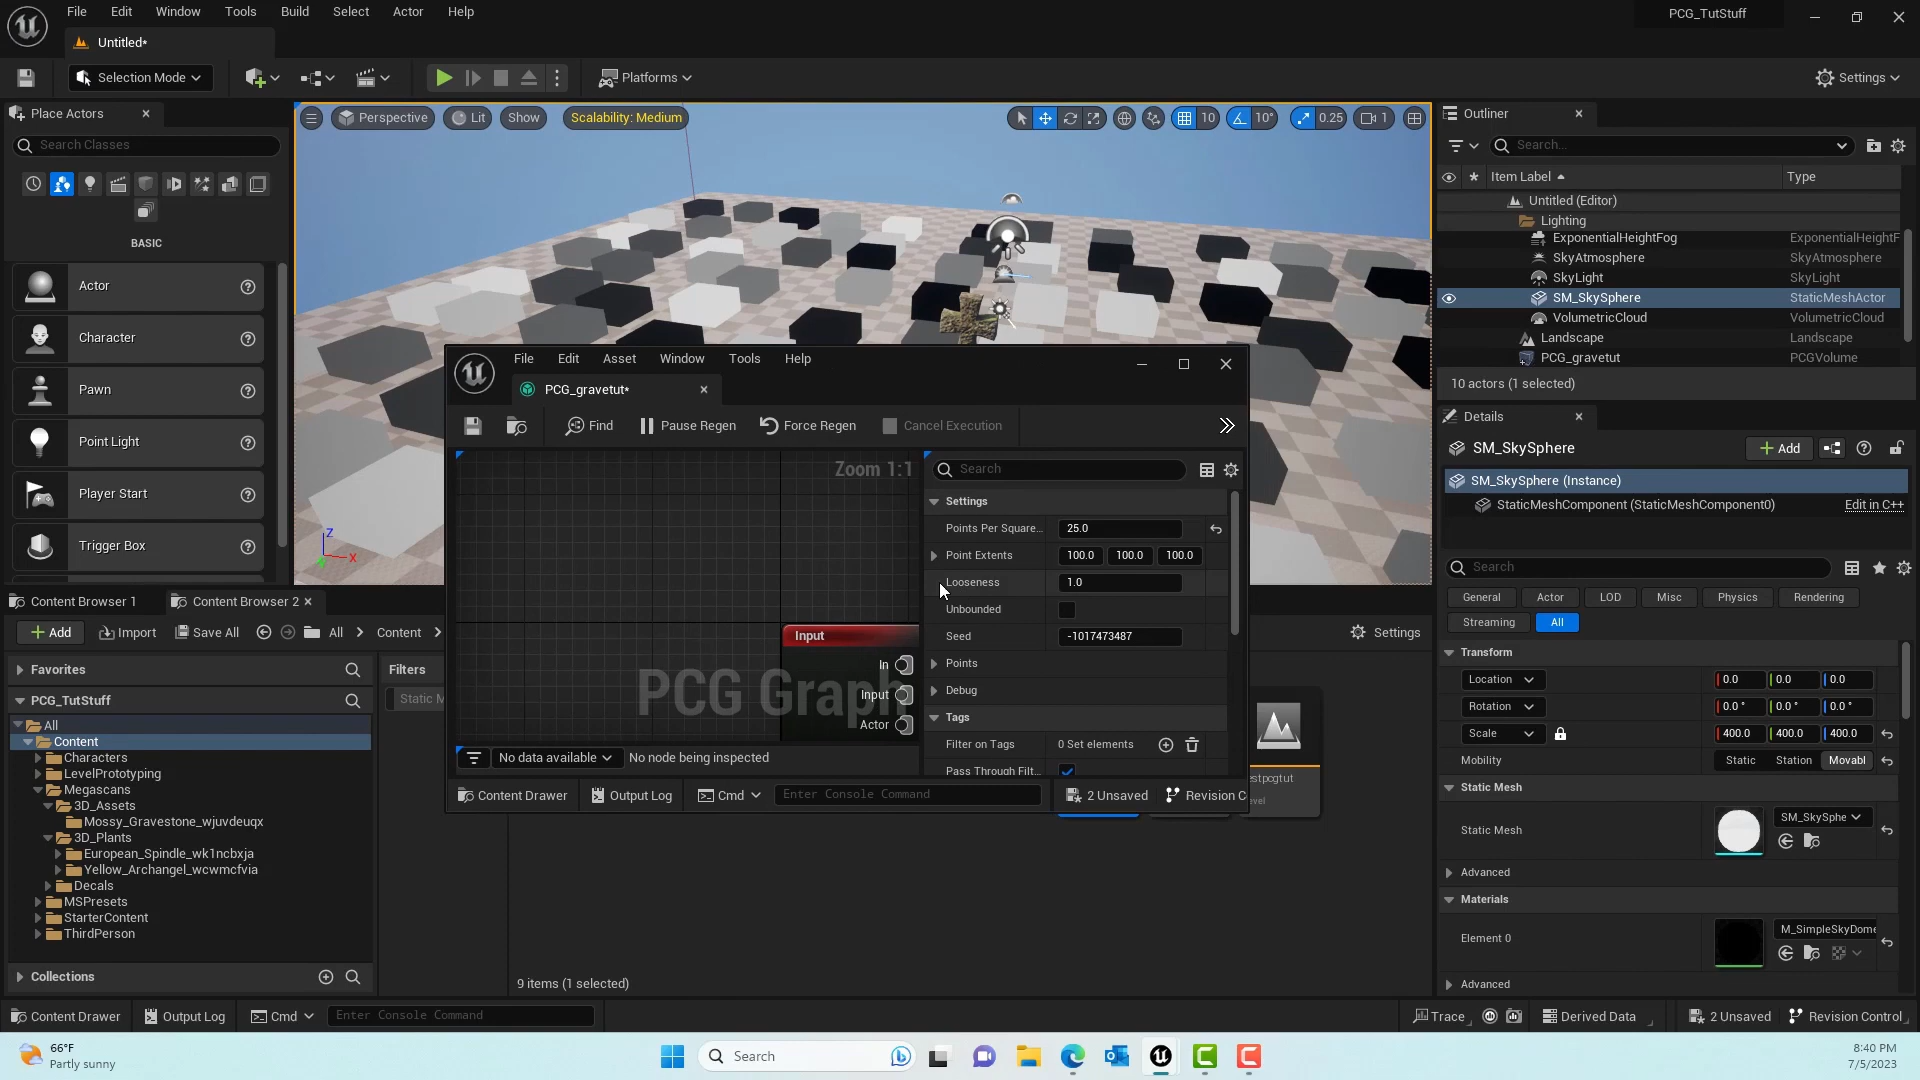 File Edit Window Tools Build Select Actor Help
PCG_TutStuff
Untitled*
Selection Mode
Platforms
Settings
Place Actors
Search Classes
BASIC
Actor
Character
Pawn
Point Light
Player Start
Trigger Box
Perspective Lit Show Scalability: Medium
10 10° 0.25 1
Z
X
Outliner
Search...
Item Label Type
Untitled (Editor)
Lighting
ExponentialHeightFog ExponentialHeightF
SkyAtmosphere SkyAtmosphere
SkyLight SkyLight
SM_SkySphere StaticMeshActor
VolumetricCloud VolumetricCloud
Landscape Landscape
PCG_gravetut PCGVolume
10 actors (1 selected)
Details
SM_SkySphere
Add
SM_SkySphere (Instance)
StaticMeshComponent (StaticMeshComponent0) Edit in C++
Search
General Actor LOD Misc Physics Rendering
Streaming All
Transform
Location 0.0 0.0 0.0
Rotation 0.0 ° 0.0 ° 0.0 °
Scale 400.0 400.0 400.0
Mobility Static Station Movabl
Static Mesh
Static Mesh SM_SkySphe
Advanced
Materials
Element 0 M_SimpleSkyDome
Advanced
File Edit Asset Window Tools Help
PCG_gravetut*
Find Pause Regen Force Regen Cancel Execution
Zoom 1:1
Input
In
Input
Actor
PCG Graph
Search
Settings
Points Per Square... 25.0
Point Extents 100.0 100.0 100.0
Looseness 1.0
Unbounded
Seed -1017473487
Points
Debug
Tags
Filter on Tags 0 Set elements
Pass Through Filt...
No data available No node being inspected
Content Drawer Output Log Cmd Enter Console Command 2 Unsaved Revision C
Content Browser 1 Content Browser 2
Add Import Save All All Content
Settings
Favorites
Filters
Static M
PCG_TutStuff
All
Content
Characters
LevelPrototyping
Megascans
3D_Assets
Mossy_Gravestone_wjuvdeuqx
3D_Plants
European_Spindle_wk1ncbxja
Yellow_Archangel_wcwmcfvia
Decals
MSPresets
StarterContent
ThirdPerson
Collections
estpcgtut
evel
9 items (1 selected)
Content Drawer Output Log Cmd Enter Console Command
Trace Derived Data 2 Unsaved Revision Control
66°F
Partly sunny
Search
8:40 PM
7/5/2023